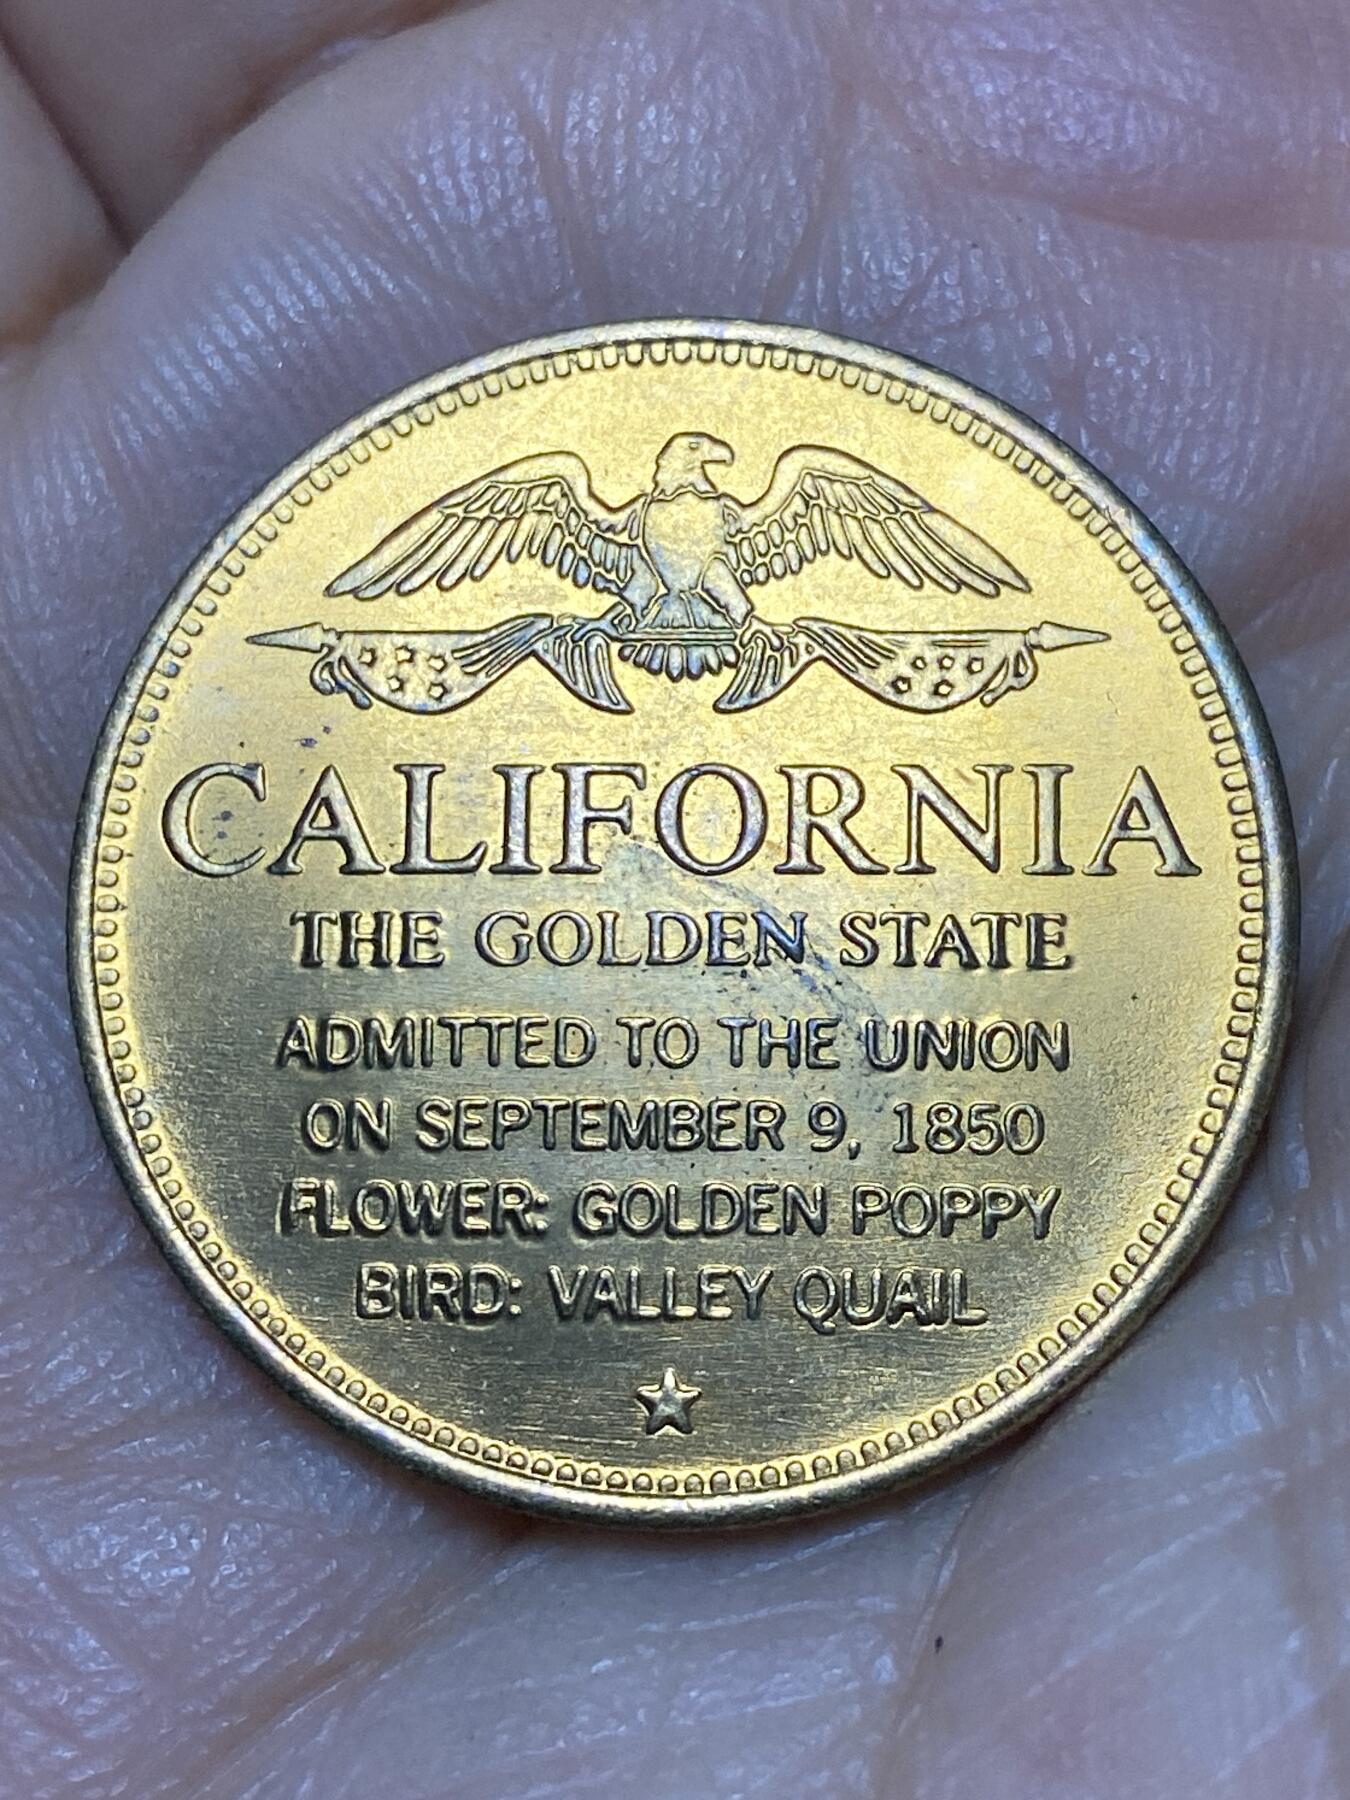 CALIFORNIA
THE GOLDEN STATE
ADMITTED TO THE UNION
ON SEPTEMBER 9, 1850
FLOWER: GOLDEN POPPY
BIRD: VALLEY QUAIL